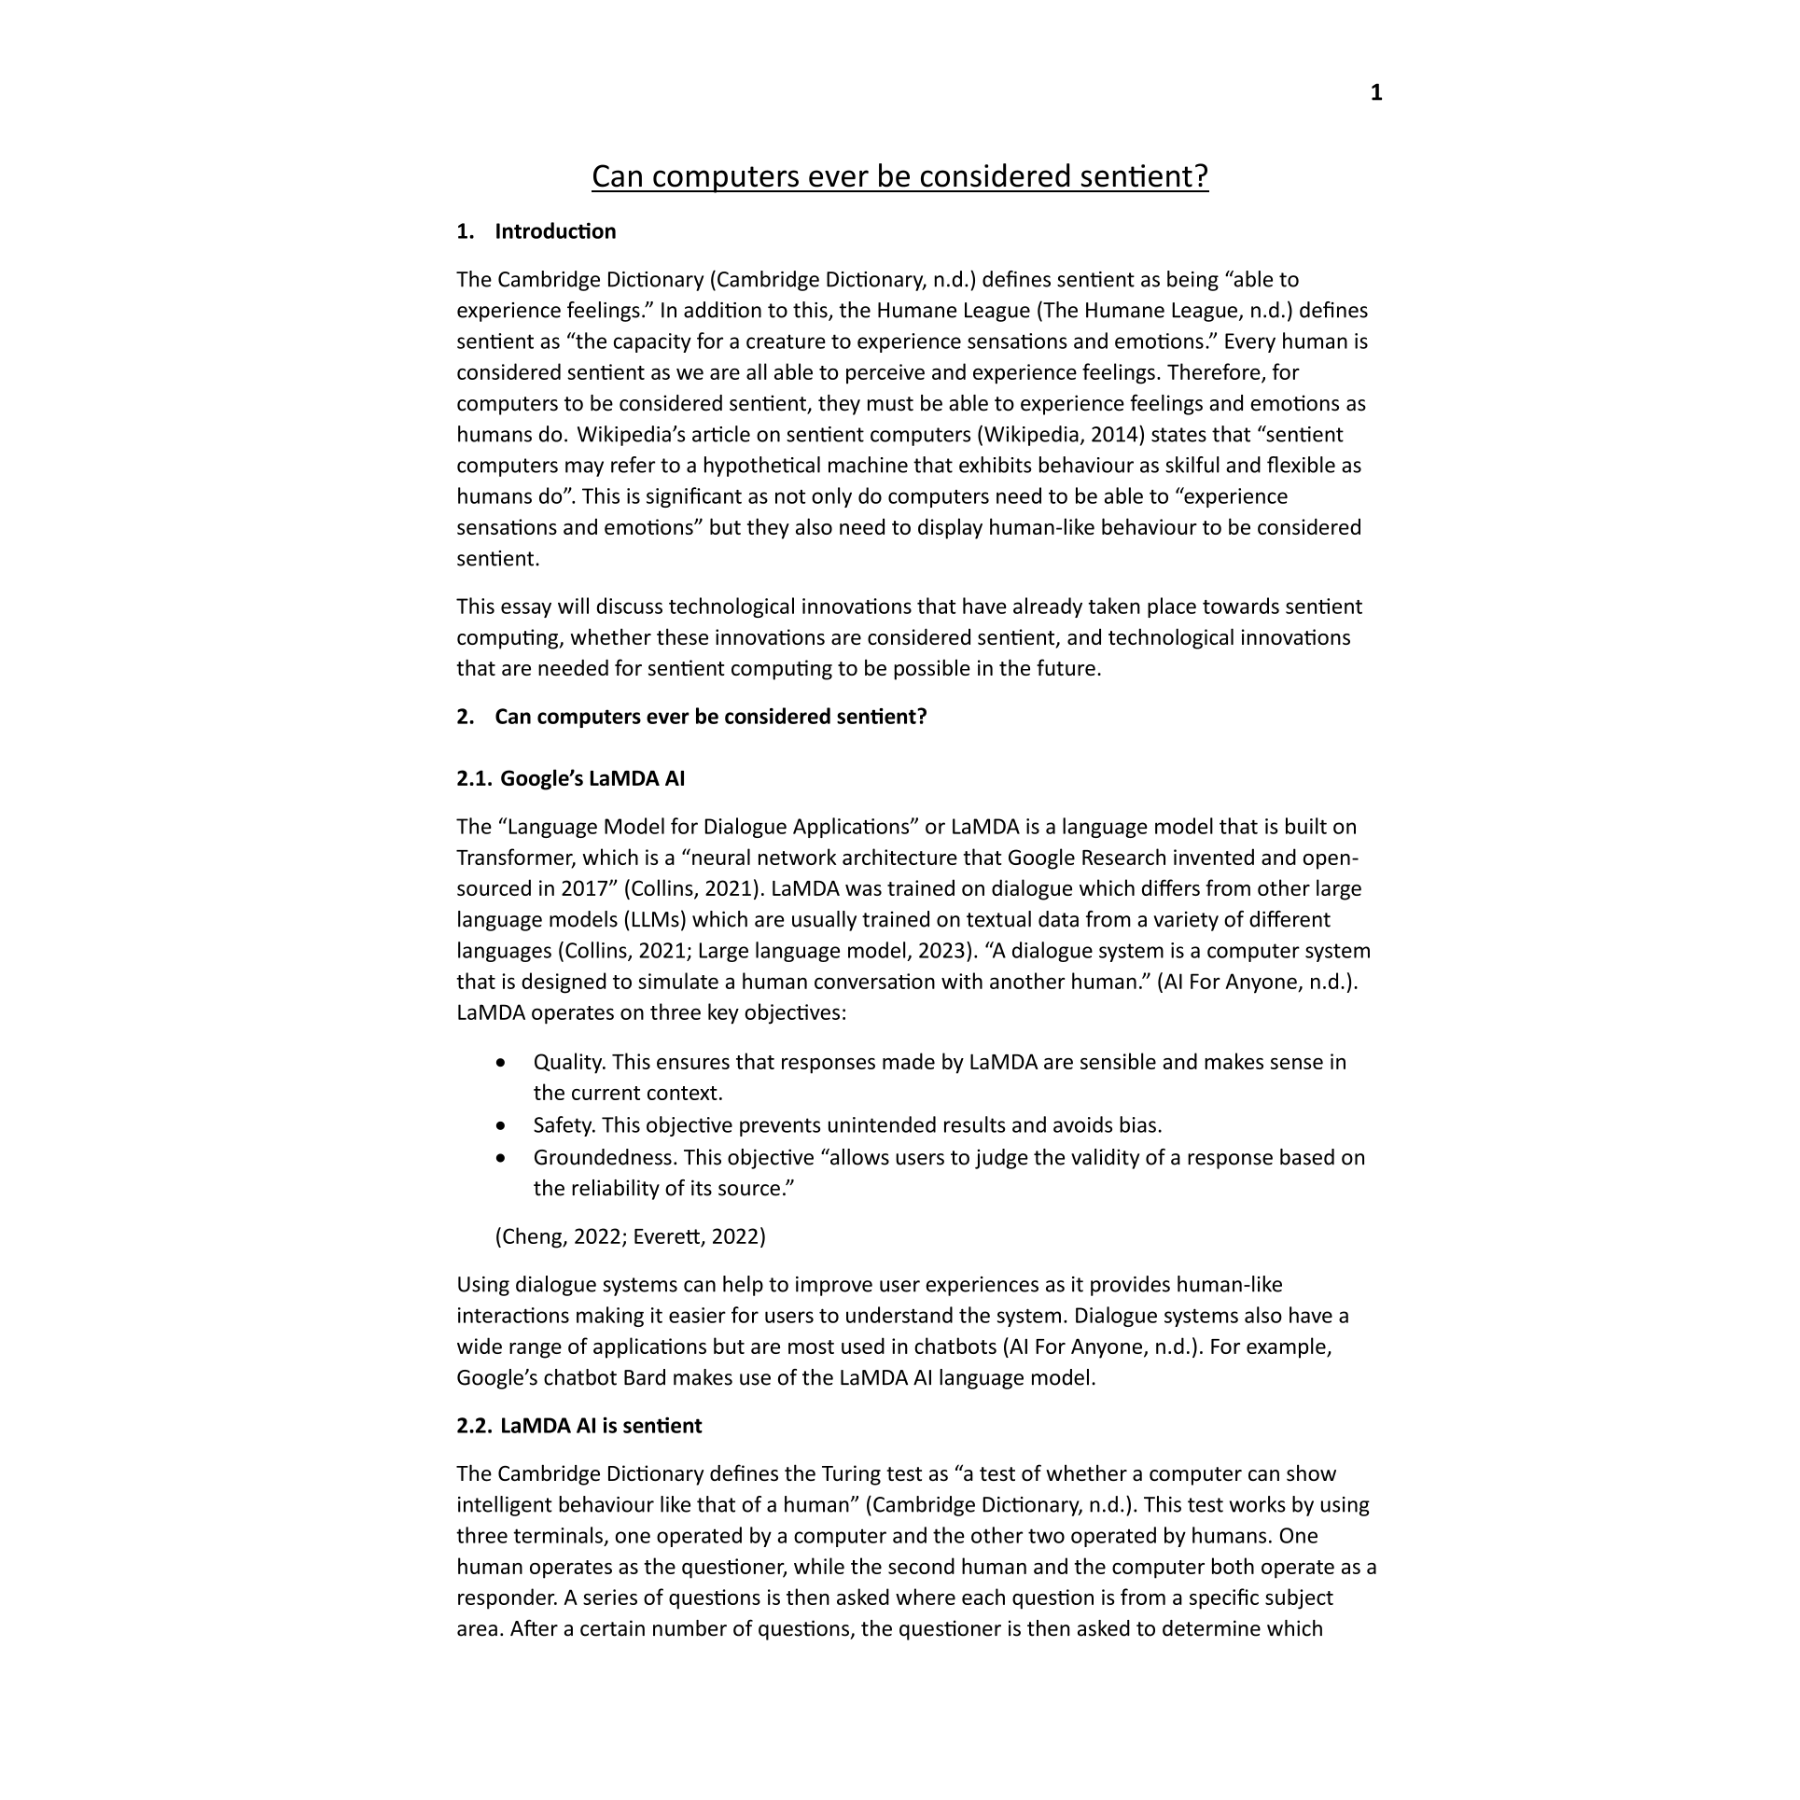 1
Can computers ever be considered sentient?
1. Introduction
The Cambridge Dictionary (Cambridge Dictionary, n.d.) defines sentient as being “able to
experience feelings.” In addition to this, the Humane League (The Humane League, n.d.) defines
sentient as “the capacity for a creature to experience sensations and emotions.” Every human is
considered sentient as we are all able to perceive and experience feelings. Therefore, for
computers to be considered sentient, they must be able to experience feelings and emotions as
humans do. Wikipedia’s article on sentient computers (Wikipedia, 2014) states that “sentient
computers may refer to a hypothetical machine that exhibits behaviour as skilful and flexible as
humans do”. This is significant as not only do computers need to be able to “experience
sensations and emotions” but they also need to display human-like behaviour to be considered
sentient.
This essay will discuss technological innovations that have already taken place towards sentient
computing, whether these innovations are considered sentient, and technological innovations
that are needed for sentient computing to be possible in the future.
2. Can computers ever be considered sentient?
2.1. Google’s LaMDA AI
The “Language Model for Dialogue Applications” or LaMDA is a language model that is built on
Transformer, which is a “neural network architecture that Google Research invented and open-
sourced in 2017” (Collins, 2021). LaMDA was trained on dialogue which differs from other large
language models (LLMs) which are usually trained on textual data from a variety of different
languages (Collins, 2021; Large language model, 2023). “A dialogue system is a computer system
that is designed to simulate a human conversation with another human.” (AI For Anyone, n.d.).
LaMDA operates on three key objectives:
• Quality. This ensures that responses made by LaMDA are sensible and makes sense in
the current context.
• Safety. This objective prevents unintended results and avoids bias.
• Groundedness. This objective “allows users to judge the validity of a response based on
the reliability of its source.”
(Cheng, 2022; Everett, 2022)
Using dialogue systems can help to improve user experiences as it provides human-like
interactions making it easier for users to understand the system. Dialogue systems also have a
wide range of applications but are most used in chatbots (AI For Anyone, n.d.). For example,
Google’s chatbot Bard makes use of the LaMDA AI language model.
2.2. LaMDA AI is sentient
The Cambridge Dictionary defines the Turing test as “a test of whether a computer can show
intelligent behaviour like that of a human” (Cambridge Dictionary, n.d.). This test works by using
three terminals, one operated by a computer and the other two operated by humans. One
human operates as the questioner, while the second human and the computer both operate as a
responder. A series of questions is then asked where each question is from a specific subject
area. After a certain number of questions, the questioner is then asked to determine which